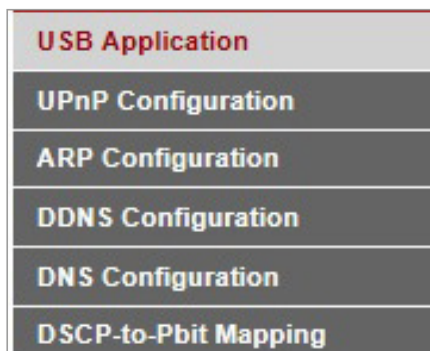 USB Application
UPnP Configuration
ARP Configuration
DDNS Configuration
DNS Configuration
DSCP-to-Pbit Mapping